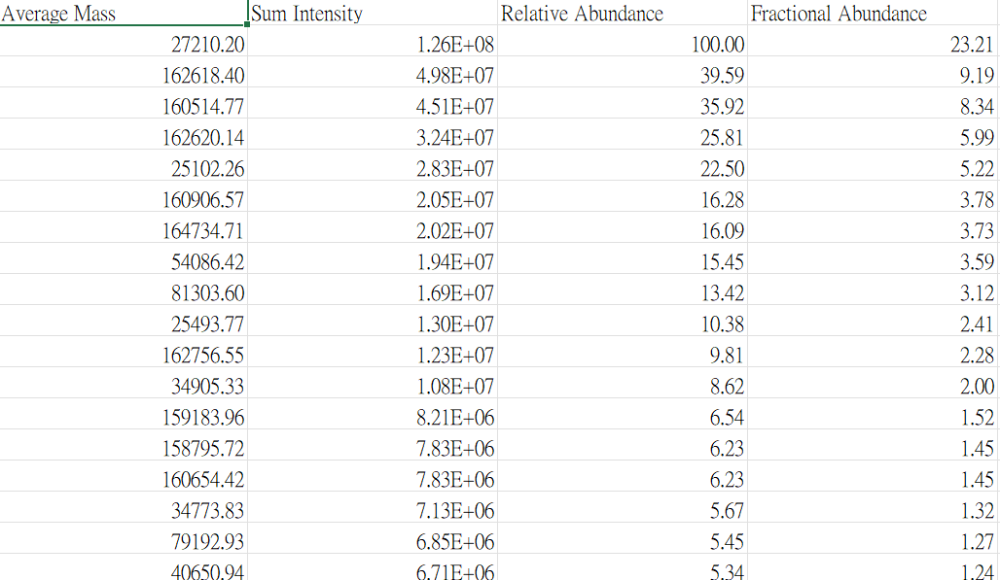 Average Mass Sum Intensity Relative Abundance Fractional Abundance
27210.20 1.26E+08 100.00 23.21
162618.40 4.98E+07 39.59 9.19
160514.77 4.51E+07 35.92 8.34
162620.14 3.24E+07 25.81 5.99
25102.26 2.83E+07 22.50 5.22
160906.57 2.05E+07 16.28 3.78
164734.71 2.02E+07 16.09 3.73
54086.42 1.94E+07 15.45 3.59
81303.60 1.69E+07 13.42 3.12
25493.77 1.30E+07 10.38 2.41
162756.55 1.23E+07 9.81 2.28
34905.33 1.08E+07 8.62 2.00
159183.96 8.21E+06 6.54 1.52
158795.72 7.83E+06 6.23 1.45
160654.42 7.83E+06 6.23 1.45
34773.83 7.13E+06 5.67 1.32
79192.93 6.85E+06 5.45 1.27
40650.94 6.71E+06 5.34 1.24